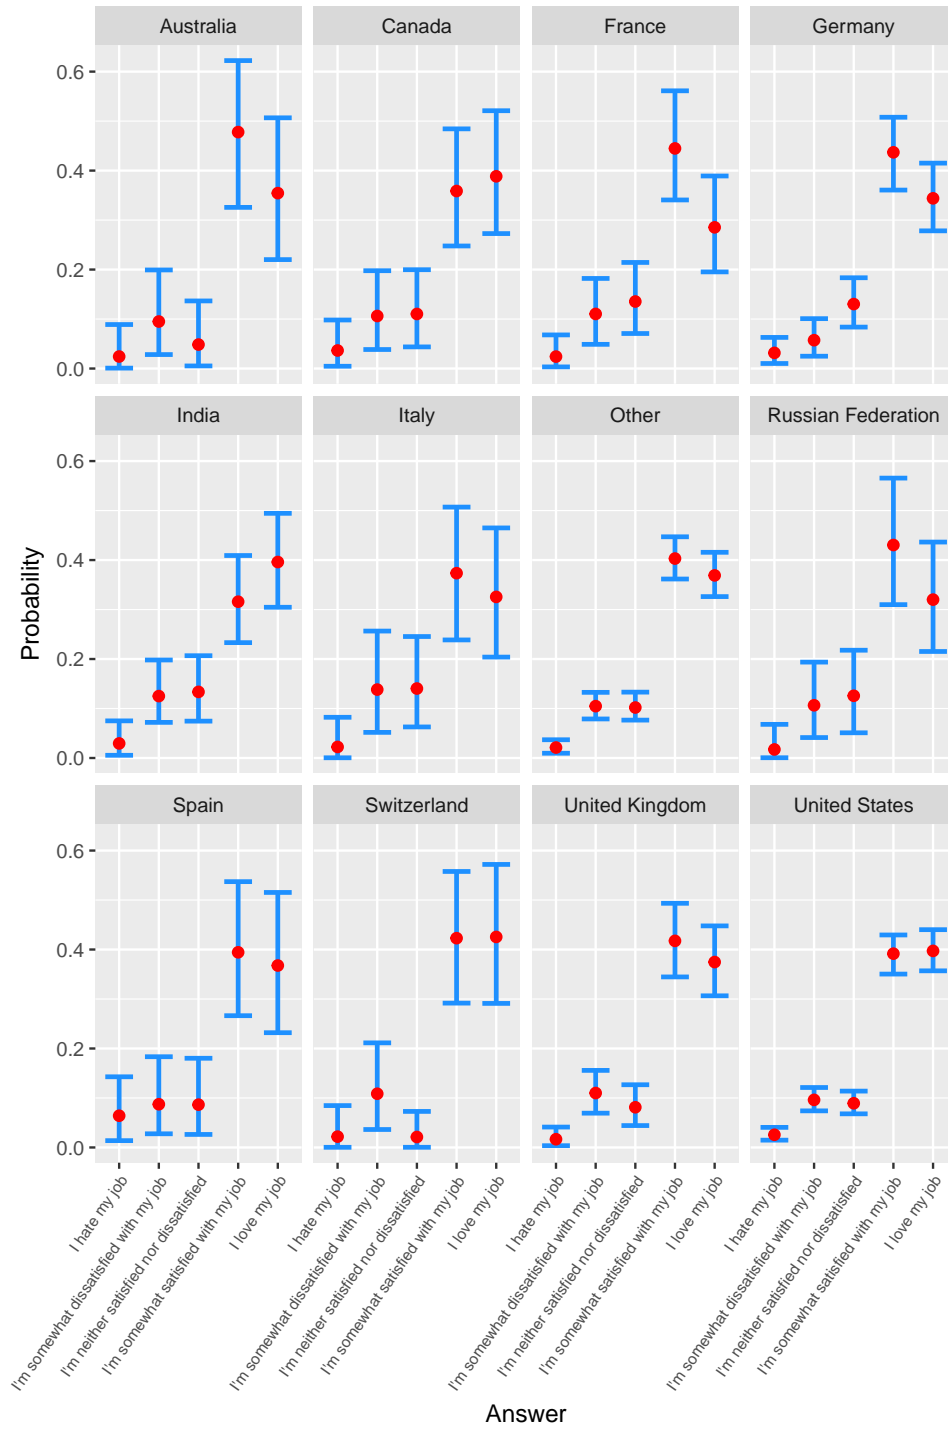 Australia Canada France Germany
0.6
0.4
0.2
0.0
India Italy Other Russian Federation
0.6
0.4
0.2
0.0
Probability
Spain Switzerland United Kingdom United States
0.6
0.4
0.2
0.0
I hate my job
I'm somewhat dissatisfied with my job
I'm neither satisfied nor dissatisfied
I'm somewhat satisfied with my job
I love my job
I hate my job
I'm somewhat dissatisfied with my job
I'm neither satisfied nor dissatisfied
I'm somewhat satisfied with my job
I love my job
I hate my job
I'm somewhat dissatisfied with my job
I'm neither satisfied nor dissatisfied
I'm somewhat satisfied with my job
I love my job
I hate my job
I'm somewhat dissatisfied with my job
I'm neither satisfied nor dissatisfied
I'm somewhat satisfied with my job
I love my job
Answer